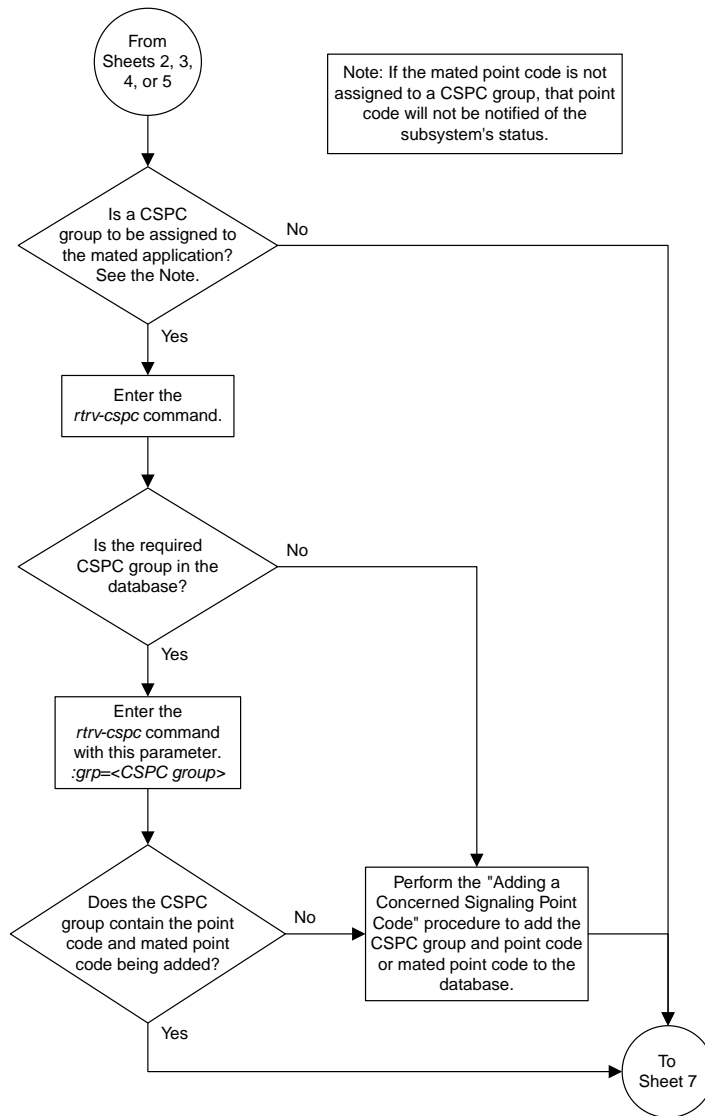 From
Sheets 2, 3,
4, or 5
Note: If the mated point code is not
assigned to a CSPC group, that point
code will not be notified of the
subsystem's status.
Is a CSPC
group to be assigned to
the mated application?
See the Note.
No
Yes
Enter the
rtrv-cspc command.
Is the required
CSPC group in the
database?
No
Yes
Enter the
rtrv-cspc command
with this parameter.
:grp=<CSPC group>
Does the CSPC
group contain the point
code and mated point
code being added?
No
Perform the "Adding a
Concerned Signaling Point
Code" procedure to add the
CSPC group and point code
or mated point code to the
database.
Yes
To
Sheet 7